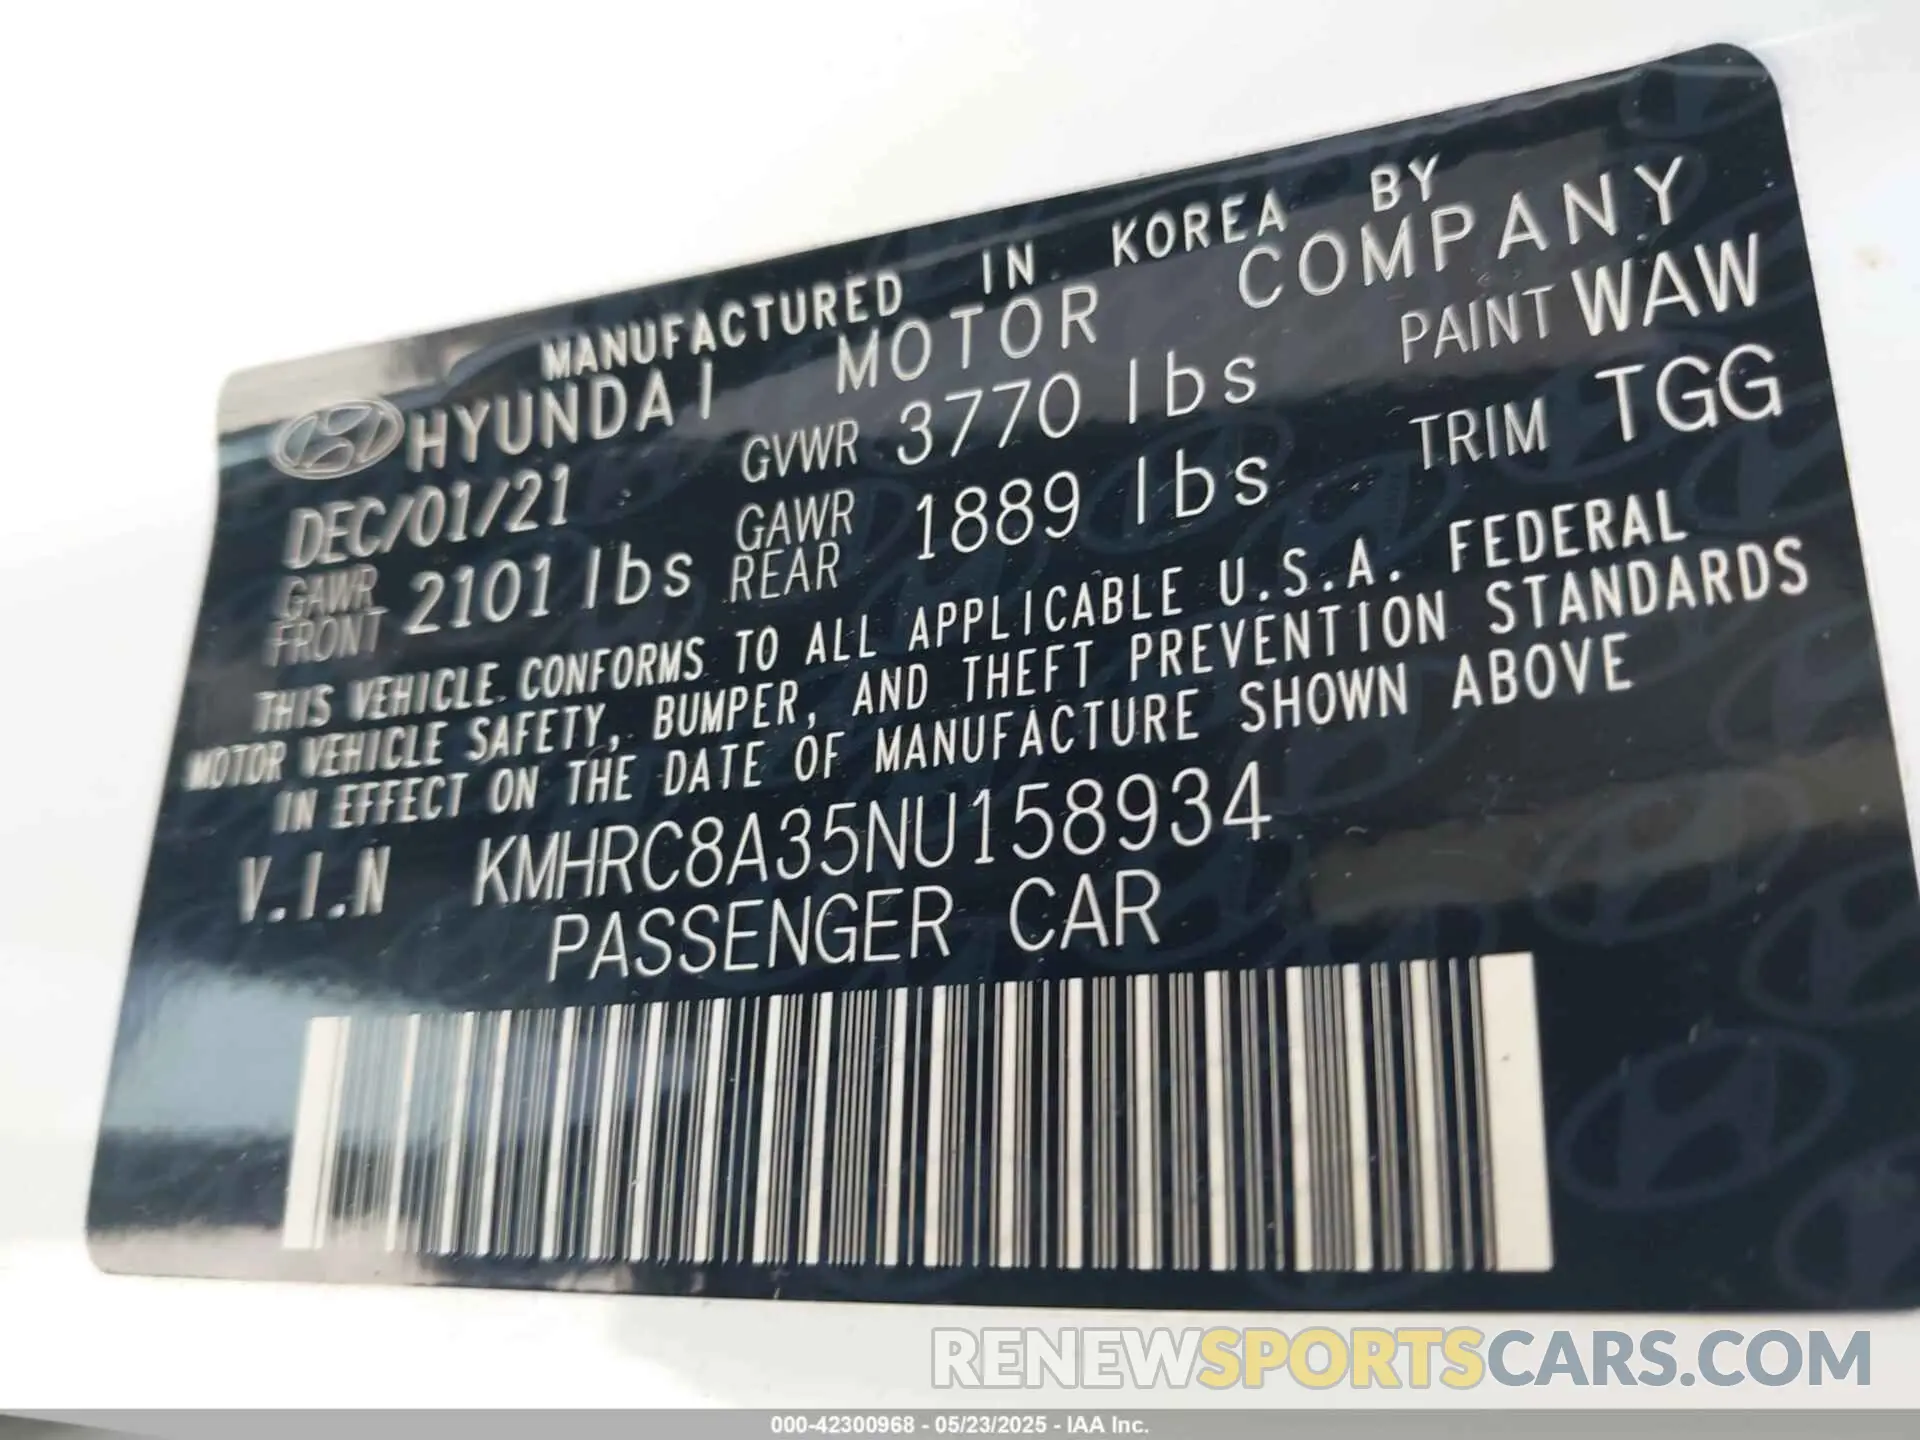 MANUFACTURED IN KOREA BY
HYUNDAI MOTOR COMPANY
DEC/01/21 GVWR 3770 lbs PAINT WAW
GAWR FRONT 2101 lbs GAWR REAR 1889 lbs TRIM TGG
THIS VEHICLE CONFORMS TO ALL APPLICABLE U.S.A. FEDERAL
MOTOR VEHICLE SAFETY, BUMPER, AND THEFT PREVENTION STANDARDS
IN EFFECT ON THE DATE OF MANUFACTURE SHOWN ABOVE
V.I.N KMHRC8A35NU158934
PASSENGER CAR
RENEWSPORTSCARS.COM
000-42300968 - 05/23/2025 - IAA Inc.